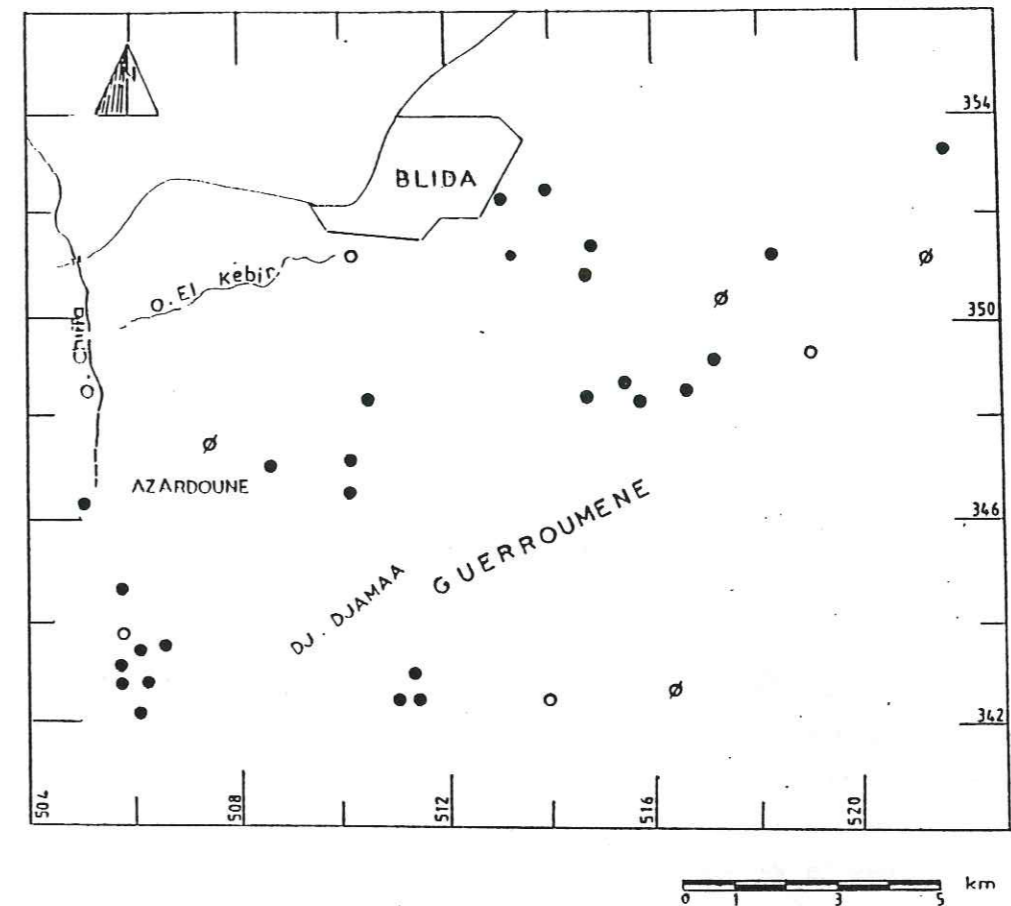 N
354
BLIDA
O. El Kébir
350
O. Chiffa
AZARDOUNE
346
GUERROUMENE
DJ. DJAMAA
342
504
508
512
516
520
km
0 1 3 5